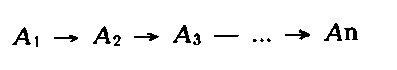 A₁ → A₂ → A₃ — ... → An